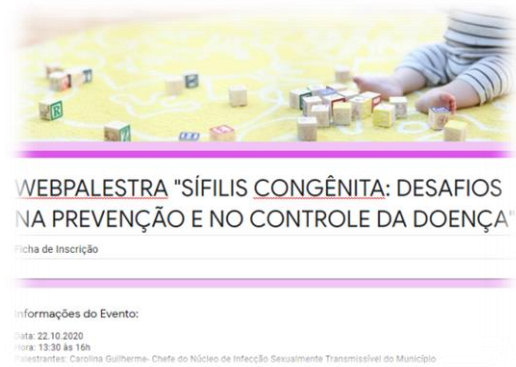 WEBPALESTRA "SÍFILIS CONGÊNITA: DESAFIOS
NA PREVENÇÃO E NO CONTROLE DA DOENÇA"
Ficha de Inscrição
Informações do Evento:
Data: 22.10.2020
Hora: 13:30 às 16h
Palestrantes: Carolina Guilherme- Chefe do Núcleo de Infecção Sexualmente Transmissível do Município